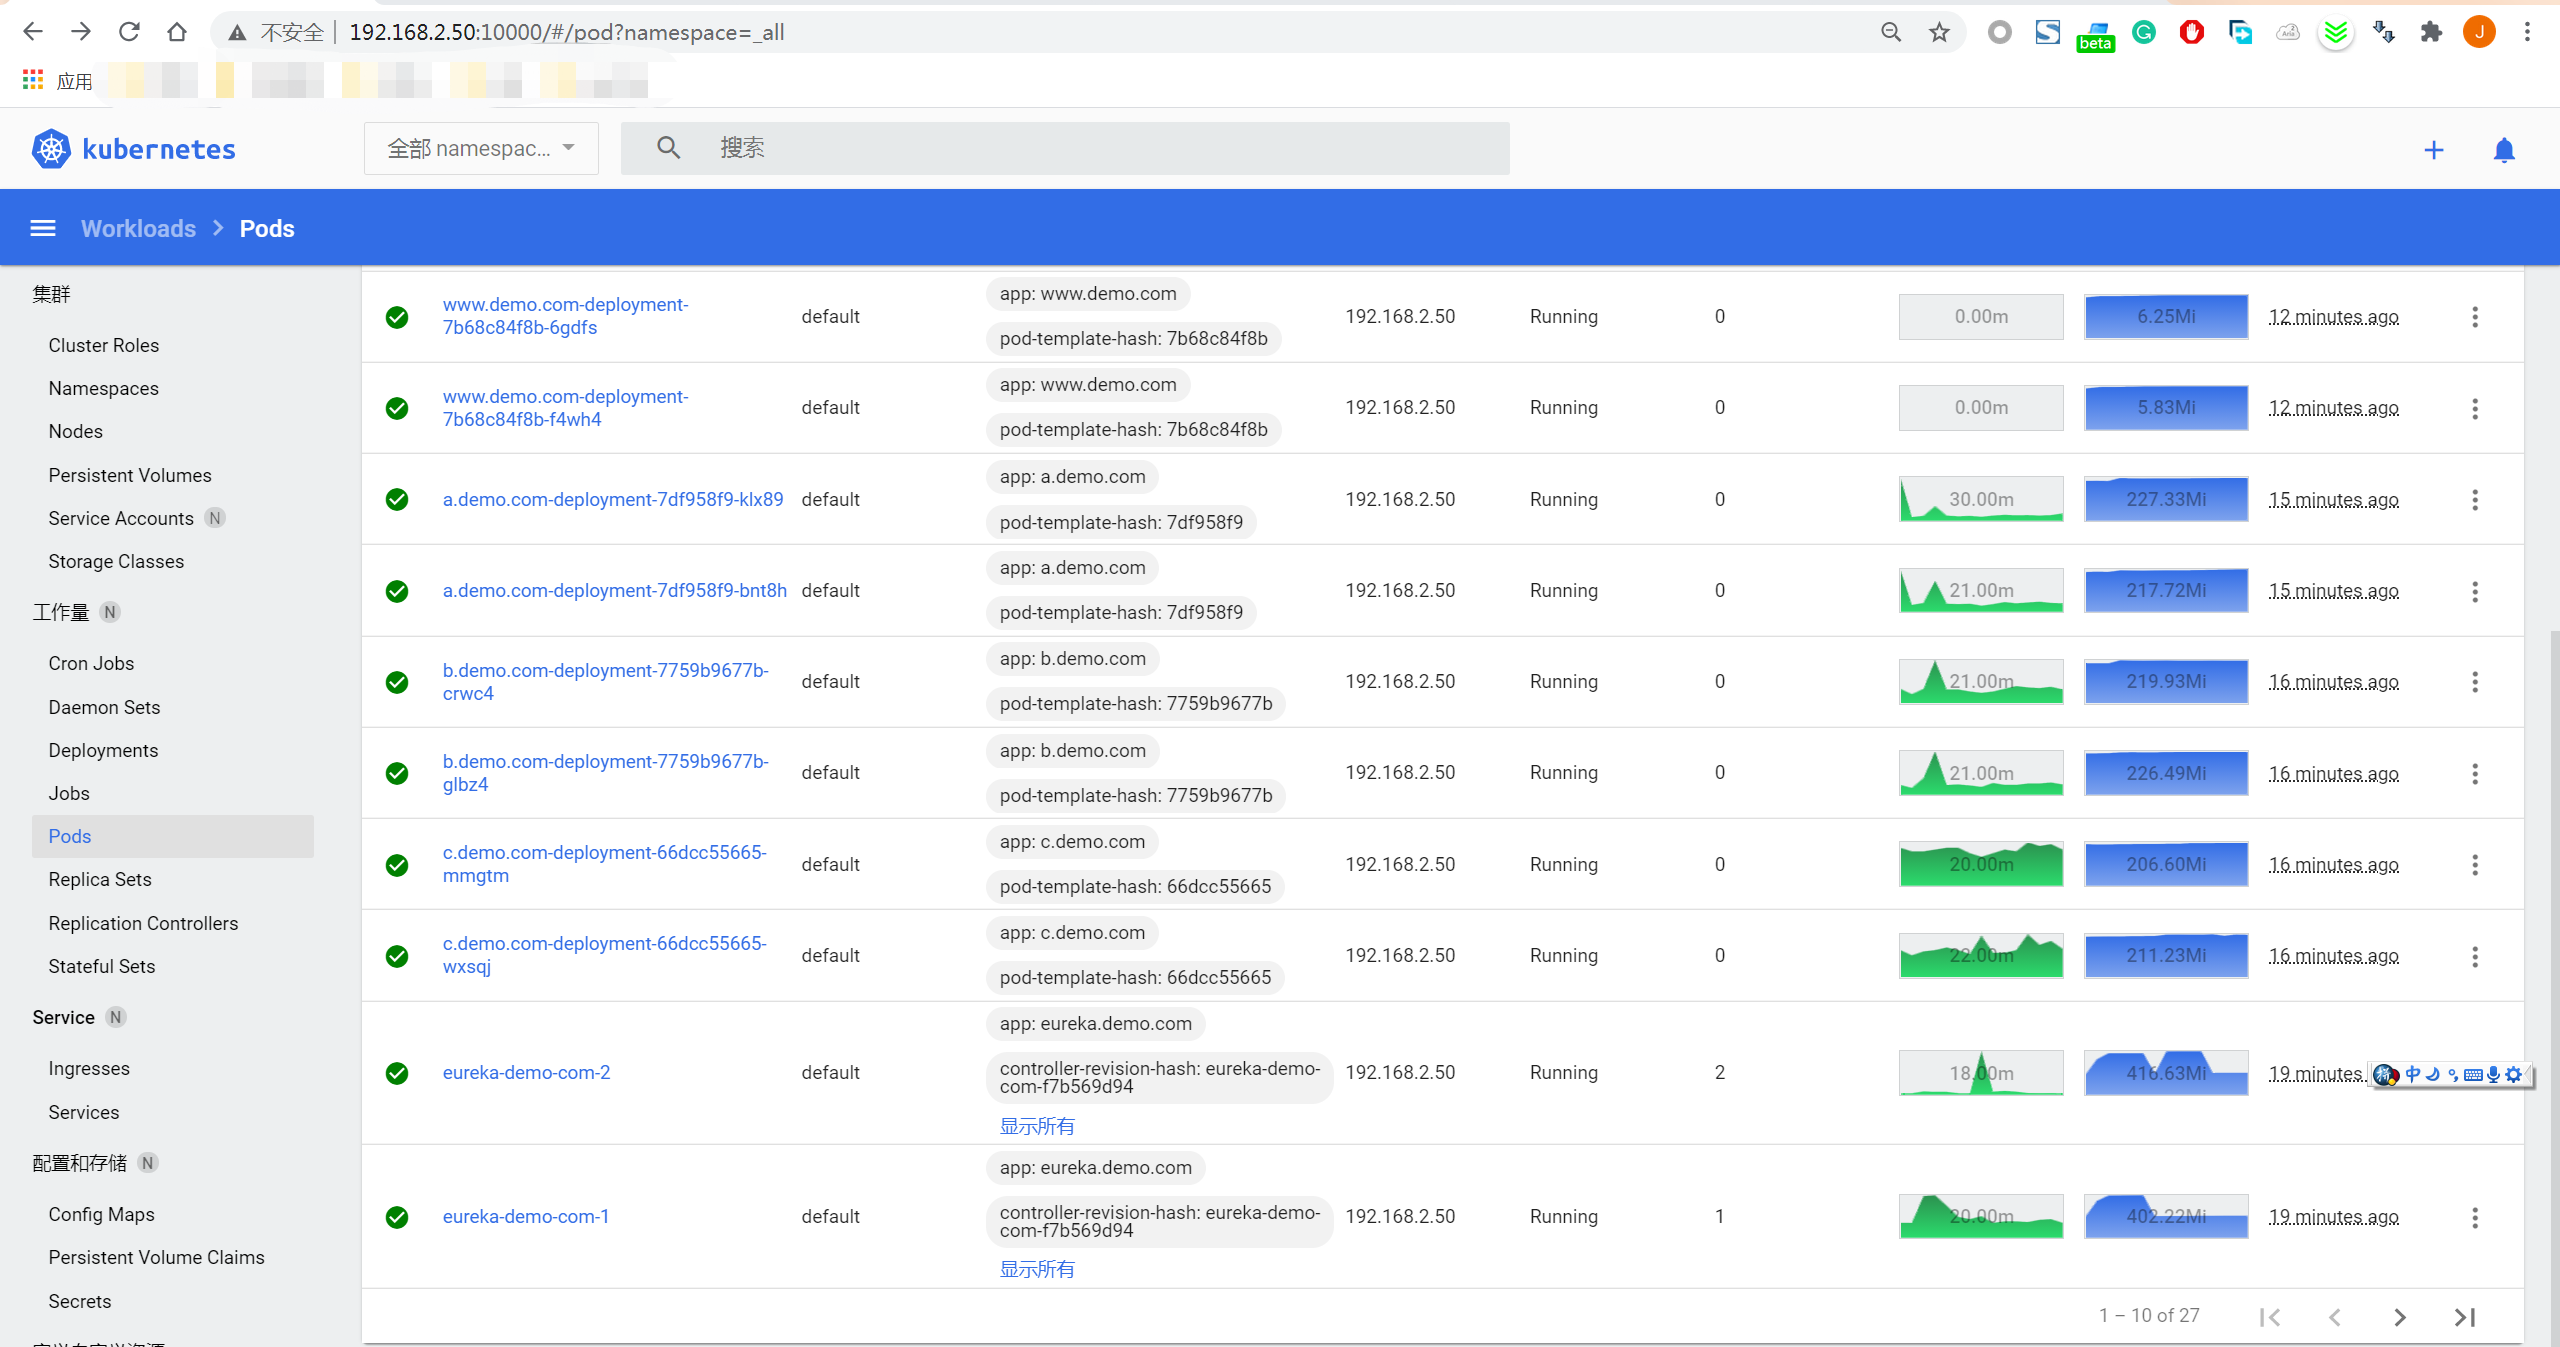 不安全 192.168.2.50:10000/#/pod?namespace=_all
beta
J
应用
kubernetes 全部 namespac... 搜索
Workloads > Pods
集群
Cluster Roles
Namespaces
Nodes
Persistent Volumes
Service Accounts N
Storage Classes
工作量 N
Cron Jobs
Daemon Sets
Deployments
Jobs
Pods
Replica Sets
Replication Controllers
Stateful Sets
Service N
Ingresses
Services
配置和存储 N
Config Maps
Persistent Volume Claims
Secrets
www.demo.com-deployment-
7b68c84f8b-6gdfs
default
app: www.demo.com
pod-template-hash: 7b68c84f8b
192.168.2.50 Running 0 0.00m 6.25Mi 12 minutes ago
www.demo.com-deployment-
7b68c84f8b-f4wh4
default
app: www.demo.com
pod-template-hash: 7b68c84f8b
192.168.2.50 Running 0 0.00m 5.83Mi 12 minutes ago
a.demo.com-deployment-7df958f9-klx89
default
app: a.demo.com
pod-template-hash: 7df958f9
192.168.2.50 Running 0 30.00m 227.33Mi 15 minutes ago
a.demo.com-deployment-7df958f9-bnt8h
default
app: a.demo.com
pod-template-hash: 7df958f9
192.168.2.50 Running 0 21.00m 217.72Mi 15 minutes ago
b.demo.com-deployment-7759b9677b-
crwc4
default
app: b.demo.com
pod-template-hash: 7759b9677b
192.168.2.50 Running 0 21.00m 219.93Mi 16 minutes ago
b.demo.com-deployment-7759b9677b-
glbz4
default
app: b.demo.com
pod-template-hash: 7759b9677b
192.168.2.50 Running 0 21.00m 226.49Mi 16 minutes ago
c.demo.com-deployment-66dcc55665-
mmgtm
default
app: c.demo.com
pod-template-hash: 66dcc55665
192.168.2.50 Running 0 20.00m 206.60Mi 16 minutes ago
c.demo.com-deployment-66dcc55665-
wxsqj
default
app: c.demo.com
pod-template-hash: 66dcc55665
192.168.2.50 Running 0 22.00m 211.23Mi 16 minutes ago
eureka-demo-com-2
default
app: eureka.demo.com
controller-revision-hash: eureka-demo-
com-f7b569d94
显示所有
192.168.2.50 Running 2 18.00m 416.63Mi 19 minutes
中
eureka-demo-com-1
default
app: eureka.demo.com
controller-revision-hash: eureka-demo-
com-f7b569d94
显示所有
192.168.2.50 Running 1 20.00m 402.22Mi 19 minutes ago
1 – 10 of 27